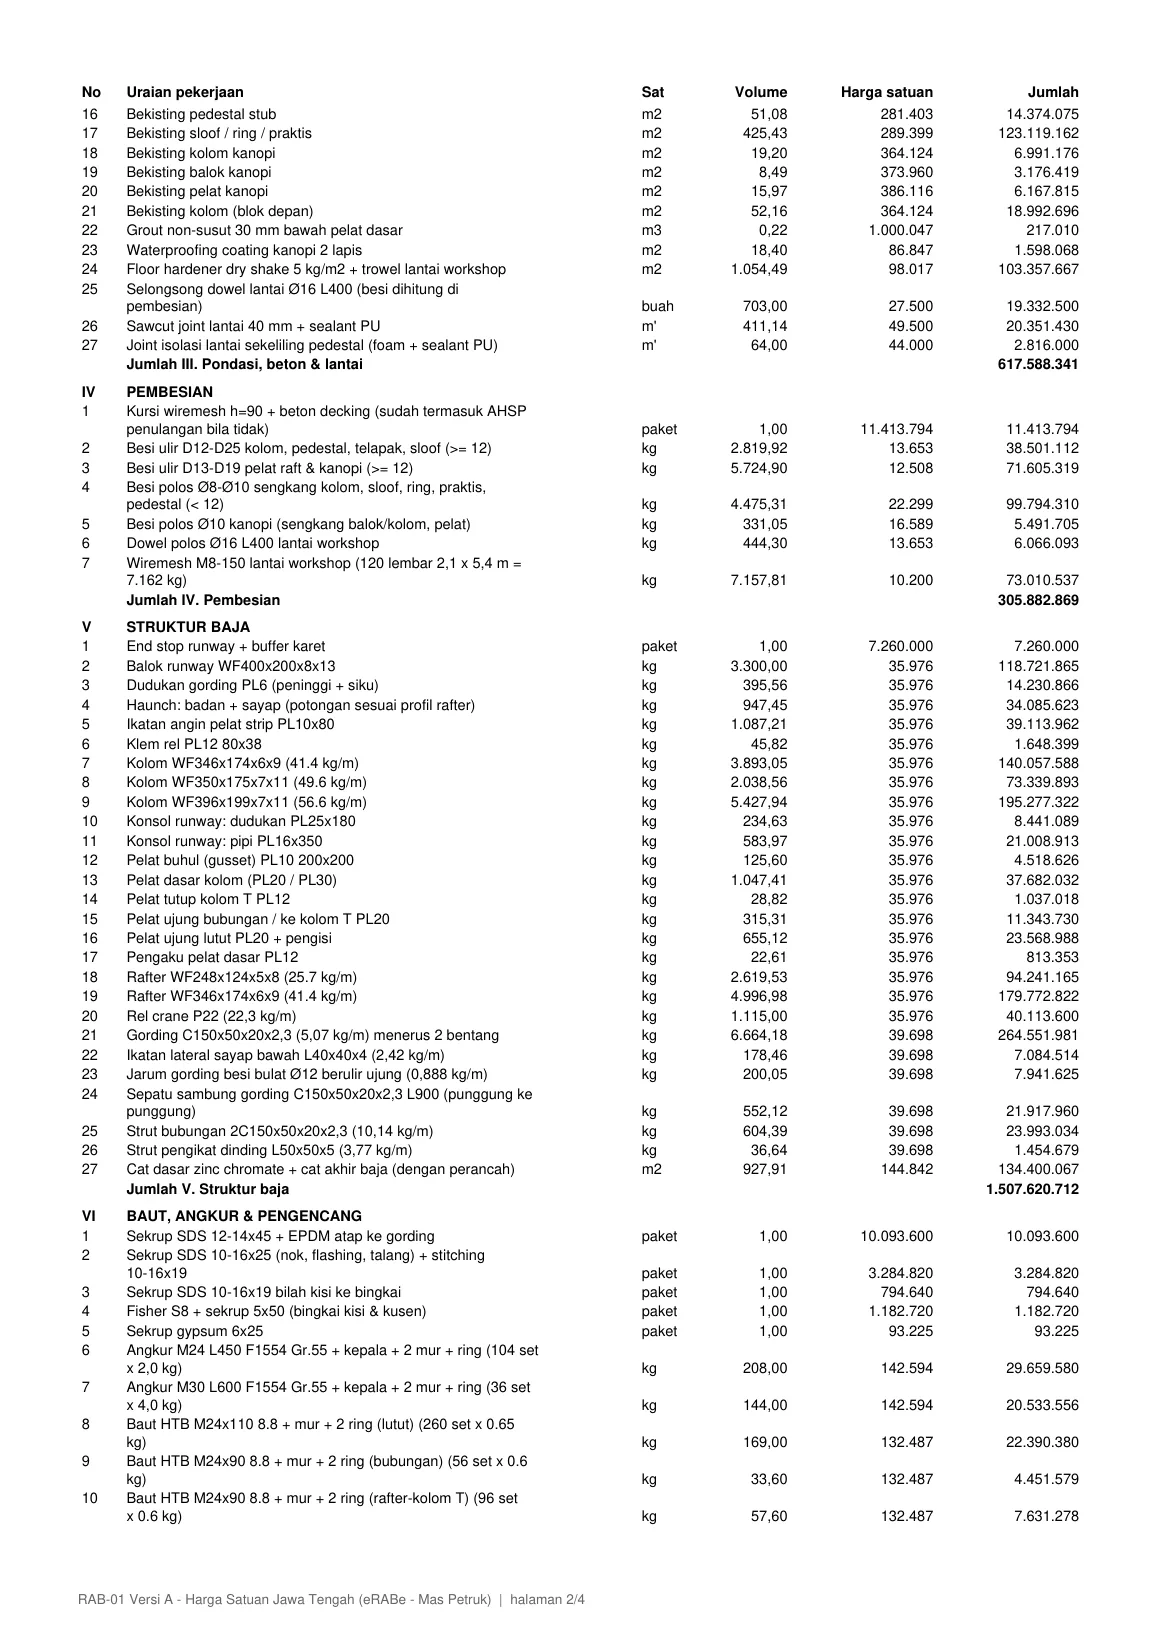 No Uraian pekerjaan Sat Volume Harga satuan Jumlah
16 Bekisting pedestal stub m2 51,08 281.403 14.374.075
17 Bekisting sloof / ring / praktis m2 425,43 289.399 123.119.162
18 Bekisting kolom kanopi m2 19,20 364.124 6.991.176
19 Bekisting balok kanopi m2 8,49 373.960 3.176.419
20 Bekisting pelat kanopi m2 15,97 386.116 6.167.815
21 Bekisting kolom (blok depan) m2 52,16 364.124 18.992.696
22 Grout non-susut 30 mm bawah pelat dasar m3 0,22 1.000.047 217.010
23 Waterproofing coating kanopi 2 lapis m2 18,40 86.847 1.598.068
24 Floor hardener dry shake 5 kg/m2 + trowel lantai workshop m2 1.054,49 98.017 103.357.667
25 Selongsong dowel lantai Ø16 L400 (besi dihitung di
pembesian) buah 703,00 27.500 19.332.500
26 Sawcut joint lantai 40 mm + sealant PU m' 411,14 49.500 20.351.430
27 Joint isolasi lantai sekeliling pedestal (foam + sealant PU) m' 64,00 44.000 2.816.000
Jumlah III. Pondasi, beton & lantai 617.588.341
IV PEMBESIAN
1 Kursi wiremesh h=90 + beton decking (sudah termasuk AHSP
penulangan bila tidak) paket 1,00 11.413.794 11.413.794
2 Besi ulir D12-D25 kolom, pedestal, telapak, sloof (>= 12) kg 2.819,92 13.653 38.501.112
3 Besi ulir D13-D19 pelat raft & kanopi (>= 12) kg 5.724,90 12.508 71.605.319
4 Besi polos Ø8-Ø10 sengkang kolom, sloof, ring, praktis,
pedestal (< 12) kg 4.475,31 22.299 99.794.310
5 Besi polos Ø10 kanopi (sengkang balok/kolom, pelat) kg 331,05 16.589 5.491.705
6 Dowel polos Ø16 L400 lantai workshop kg 444,30 13.653 6.066.093
7 Wiremesh M8-150 lantai workshop (120 lembar 2,1 x 5,4 m =
7.162 kg) kg 7.157,81 10.200 73.010.537
Jumlah IV. Pembesian 305.882.869
V STRUKTUR BAJA
1 End stop runway + buffer karet paket 1,00 7.260.000 7.260.000
2 Balok runway WF400x200x8x13 kg 3.300,00 35.976 118.721.865
3 Dudukan gording PL6 (peninggi + siku) kg 395,56 35.976 14.230.866
4 Haunch: badan + sayap (potongan sesuai profil rafter) kg 947,45 35.976 34.085.623
5 Ikatan angin pelat strip PL10x80 kg 1.087,21 35.976 39.113.962
6 Klem rel PL12 80x38 kg 45,82 35.976 1.648.399
7 Kolom WF346x174x6x9 (41.4 kg/m) kg 3.893,05 35.976 140.057.588
8 Kolom WF350x175x7x11 (49.6 kg/m) kg 2.038,56 35.976 73.339.893
9 Kolom WF396x199x7x11 (56.6 kg/m) kg 5.427,94 35.976 195.277.322
10 Konsol runway: dudukan PL25x180 kg 234,63 35.976 8.441.089
11 Konsol runway: pipi PL16x350 kg 583,97 35.976 21.008.913
12 Pelat buhul (gusset) PL10 200x200 kg 125,60 35.976 4.518.626
13 Pelat dasar kolom (PL20 / PL30) kg 1.047,41 35.976 37.682.032
14 Pelat tutup kolom T PL12 kg 28,82 35.976 1.037.018
15 Pelat ujung bubungan / ke kolom T PL20 kg 315,31 35.976 11.343.730
16 Pelat ujung lutut PL20 + pengisi kg 655,12 35.976 23.568.988
17 Pengaku pelat dasar PL12 kg 22,61 35.976 813.353
18 Rafter WF248x124x5x8 (25.7 kg/m) kg 2.619,53 35.976 94.241.165
19 Rafter WF346x174x6x9 (41.4 kg/m) kg 4.996,98 35.976 179.772.822
20 Rel crane P22 (22,3 kg/m) kg 1.115,00 35.976 40.113.600
21 Gording C150x50x20x2,3 (5,07 kg/m) menerus 2 bentang kg 6.664,18 39.698 264.551.981
22 Ikatan lateral sayap bawah L40x40x4 (2,42 kg/m) kg 178,46 39.698 7.084.514
23 Jarum gording besi bulat Ø12 berulir ujung (0,888 kg/m) kg 200,05 39.698 7.941.625
24 Sepatu sambung gording C150x50x20x2,3 L900 (punggung ke
punggung) kg 552,12 39.698 21.917.960
25 Strut bubungan 2C150x50x20x2,3 (10,14 kg/m) kg 604,39 39.698 23.993.034
26 Strut pengikat dinding L50x50x5 (3,77 kg/m) kg 36,64 39.698 1.454.679
27 Cat dasar zinc chromate + cat akhir baja (dengan perancah) m2 927,91 144.842 134.400.067
Jumlah V. Struktur baja 1.507.620.712
VI BAUT, ANGKUR & PENGENCANG
1 Sekrup SDS 12-14x45 + EPDM atap ke gording paket 1,00 10.093.600 10.093.600
2 Sekrup SDS 10-16x25 (nok, flashing, talang) + stitching
10-16x19 paket 1,00 3.284.820 3.284.820
3 Sekrup SDS 10-16x19 bilah kisi ke bingkai paket 1,00 794.640 794.640
4 Fisher S8 + sekrup 5x50 (bingkai kisi & kusen) paket 1,00 1.182.720 1.182.720
5 Sekrup gypsum 6x25 paket 1,00 93.225 93.225
6 Angkur M24 L450 F1554 Gr.55 + kepala + 2 mur + ring (104 set
x 2,0 kg) kg 208,00 142.594 29.659.580
7 Angkur M30 L600 F1554 Gr.55 + kepala + 2 mur + ring (36 set
x 4,0 kg) kg 144,00 142.594 20.533.556
8 Baut HTB M24x110 8.8 + mur + 2 ring (lutut) (260 set x 0.65
kg) kg 169,00 132.487 22.390.380
9 Baut HTB M24x90 8.8 + mur + 2 ring (bubungan) (56 set x 0.6
kg) kg 33,60 132.487 4.451.579
10 Baut HTB M24x90 8.8 + mur + 2 ring (rafter-kolom T) (96 set
x 0.6 kg) kg 57,60 132.487 7.631.278
RAB-01 Versi A - Harga Satuan Jawa Tengah (eRABe - Mas Petruk) | halaman 2/4